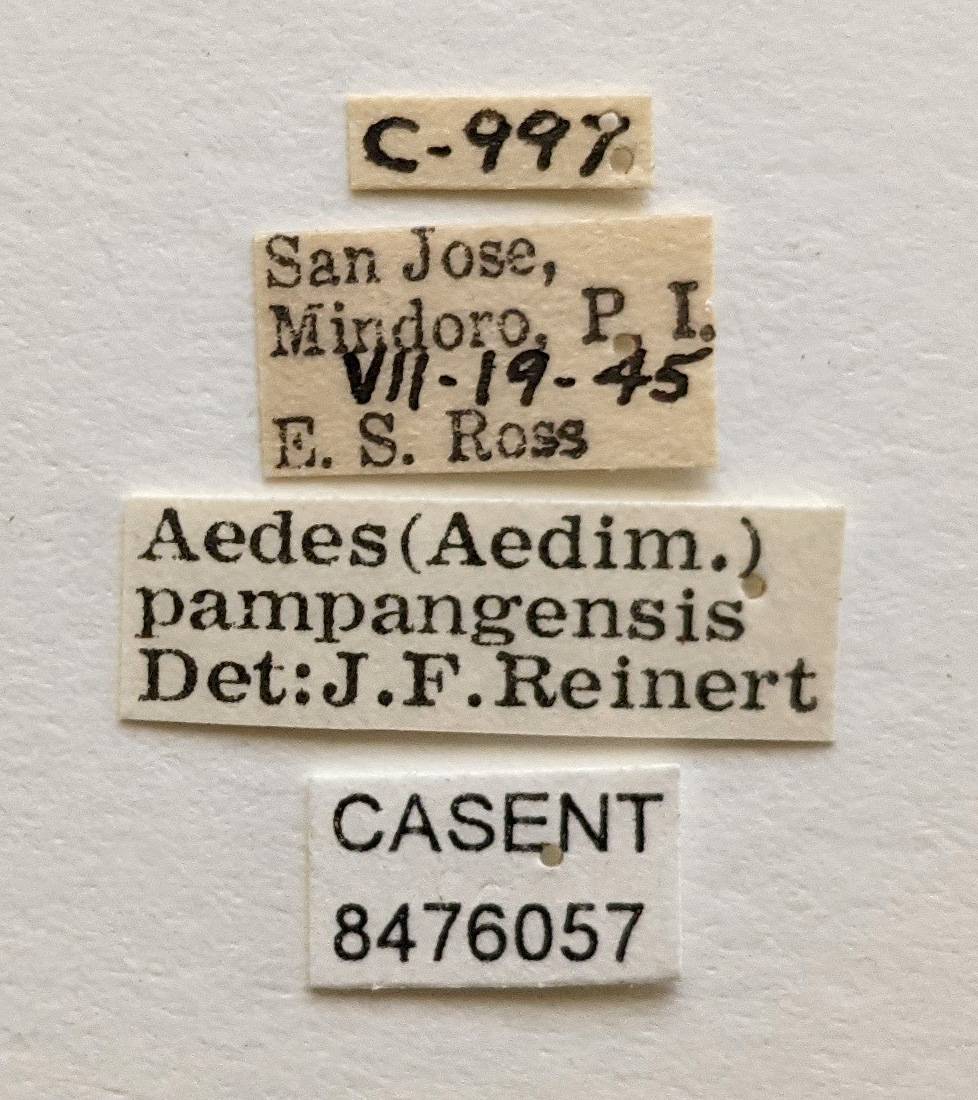 C-997
San Jose,
Mindoro, P. I.
VII-19-45
E. S. Ross
Aedes(Aedim.)
pampangensis
Det:J.F.Reinert
CASENT
8476057